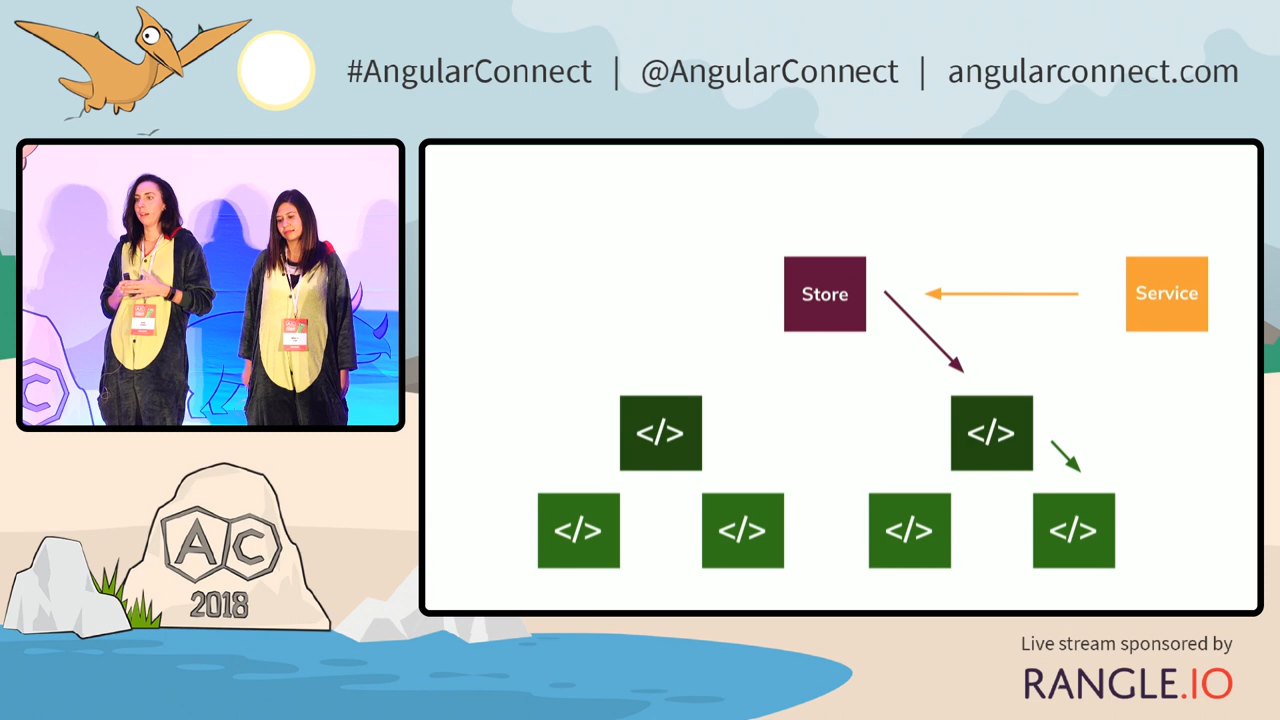 #AngularConnect | @AngularConnect | angularconnect.com
Store
Service
</>
</>
</>
</>
</>
</>
C
AC
2018
Live stream sponsored by
RANGLE.IO